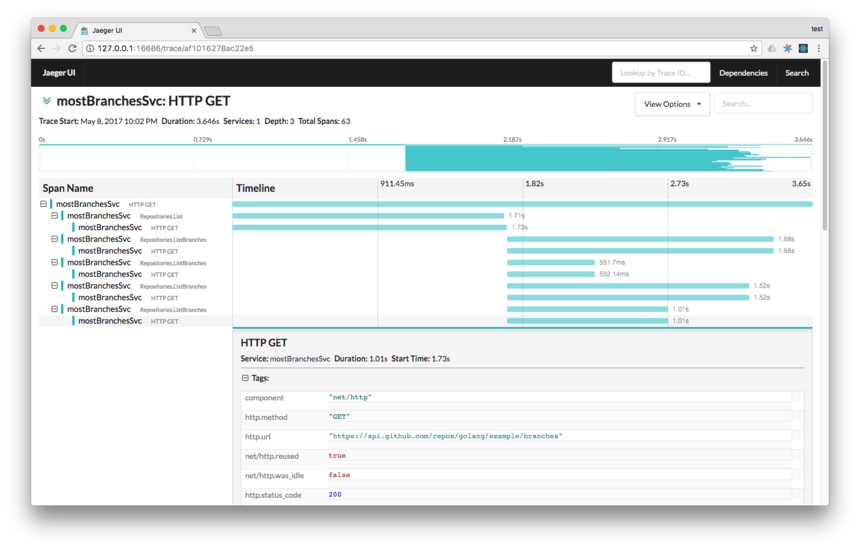 Jaeger UI
test
127.0.0.1:16686/trace/af1016278ac22e5
Jaeger UI Lookup by Trace ID... Dependencies Search
mostBranchesSvc: HTTP GET View Options Search...
Trace Start: May 8, 2017 10:02 PM Duration: 3.646s Services: 1 Depth: 3 Total Spans: 63
0s 0.729s 1.458s 2.187s 2.917s 3.646s
Span Name Timeline 911.45ms 1.82s 2.73s 3.65s
mostBranchesSvc HTTP GET
mostBranchesSvc Repositories.List 1.71s
mostBranchesSvc HTTP GET 1.73s
mostBranchesSvc Repositories.ListBranches 1.68s
mostBranchesSvc HTTP GET 1.68s
mostBranchesSvc Repositories.ListBranches 551.7ms
mostBranchesSvc HTTP GET 552.14ms
mostBranchesSvc Repositories.ListBranches 1.52s
mostBranchesSvc HTTP GET 1.52s
mostBranchesSvc Repositories.ListBranches 1.01s
mostBranchesSvc HTTP GET 1.01s
HTTP GET
Service: mostBranchesSvc Duration: 1.01s Start Time: 1.73s
Tags:
component "net/http"
http.method "GET"
http.url "https://api.github.com/repos/golang/example/branches"
net/http.reused true
net/http.was_idle false
http.status_code 200